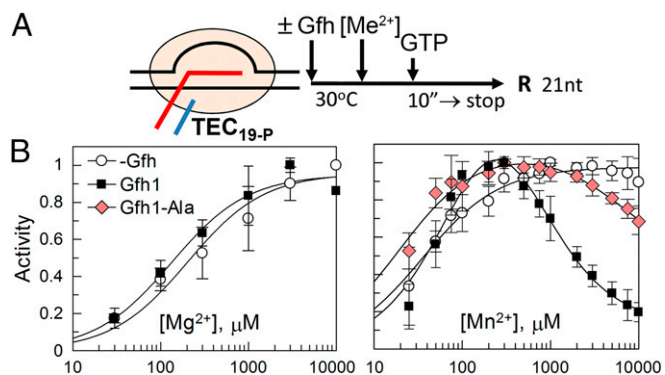 A
± Gfh [Me²⁺]
GTP
30°C
10”→ stop
R 21nt
TEC₁₉₋P
B
-Gfh
Gfh1
Gfh1-Ala
Activity
1
0.8
0.6
0.4
0.2
0
[Mg²⁺], μM
[Mn²⁺], μM
10 100 1000 10000
10 100 1000 10000